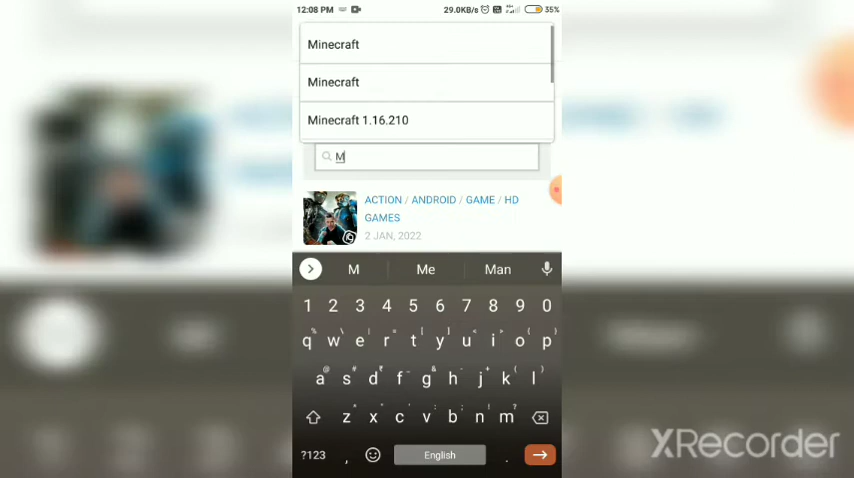 12:08 PM 29.0KB/s 35%
Minecraft
Minecraft
Minecraft 1.16.210
M
ACTION / ANDROID / GAME / HD
GAMES
2 JAN, 2022
M Me Man
1 2 3 4 5 6 7 8 9 0
q w e r t y u i o p
a s d f g h j k l
z x c v b n m
?123 , English .
XRecorder